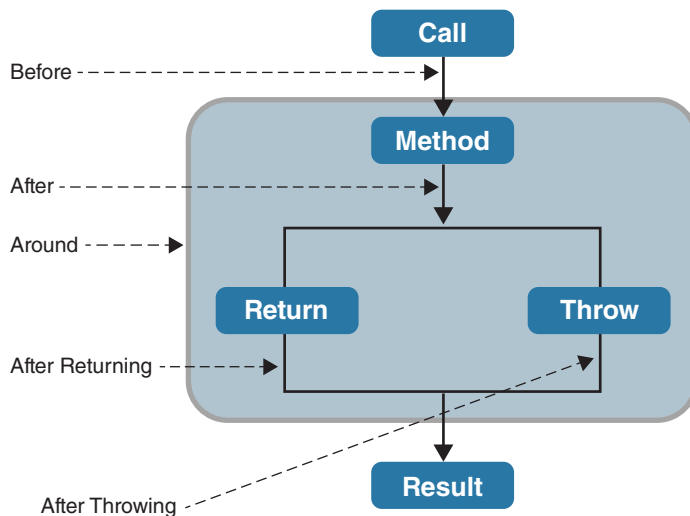 Call
Before
Method
After
Around
Return
Throw
After Returning
Result
After Throwing